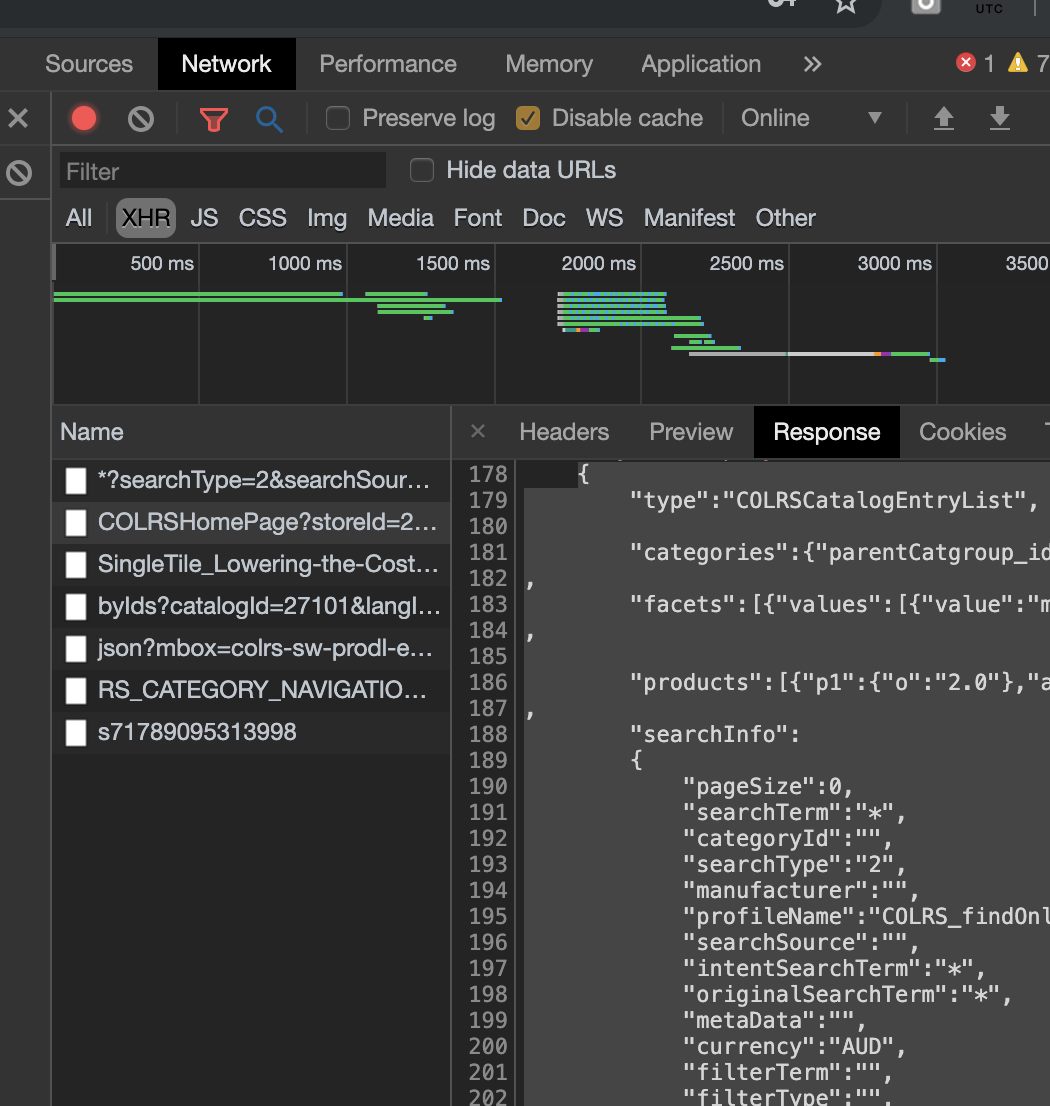 UTC
Sources Network Performance Memory Application » 1 7
Preserve log Disable cache Online
Filter Hide data URLs
All XHR JS CSS Img Media Font Doc WS Manifest Other
500 ms 1000 ms 1500 ms 2000 ms 2500 ms 3000 ms 3500
Name
*?searchType=2&searchSour...
COLRSHomePage?storeId=2...
SingleTile_Lowering-the-Cost...
byIds?catalogId=27101&langI...
json?mbox=colrs-sw-prodl-e...
RS_CATEGORY_NAVIGATIO...
s71789095313998
× Headers Preview Response Cookies
178 {
179 "type":"COLRSCatalogEntryList",
180
181 "categories":{"parentCatgroup_id
182 ,
183 "facets":[{"values":[{"value":"m
184 ,
185
186 "products":[{"p1":{"o":"2.0"},"a
187 ,
188 "searchInfo":
189 {
190 "pageSize":0,
191 "searchTerm":"*",
192 "categoryId":"",
193 "searchType":"2",
194 "manufacturer":"",
195 "profileName":"COLRS_findOnl
196 "searchSource":"",
197 "intentSearchTerm":"*",
198 "originalSearchTerm":"*",
199 "metaData":"",
200 "currency":"AUD",
201 "filterTerm":"",
202 "filterType":"",